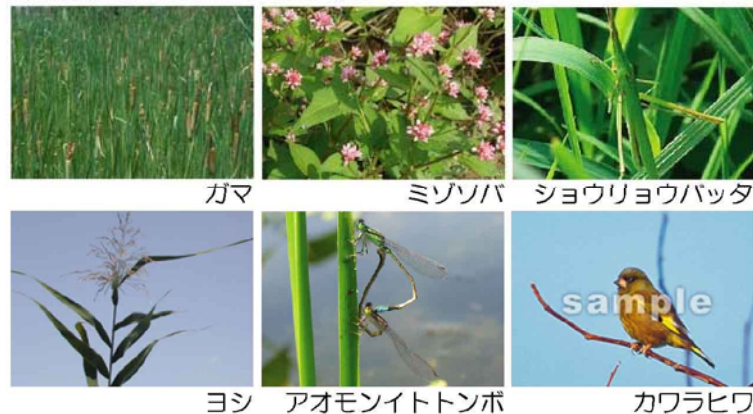 ガマ
ミゾソバ
ショウリョウバッタ
sample
ヨシ
アオモンイトトンボ
カワラヒワ